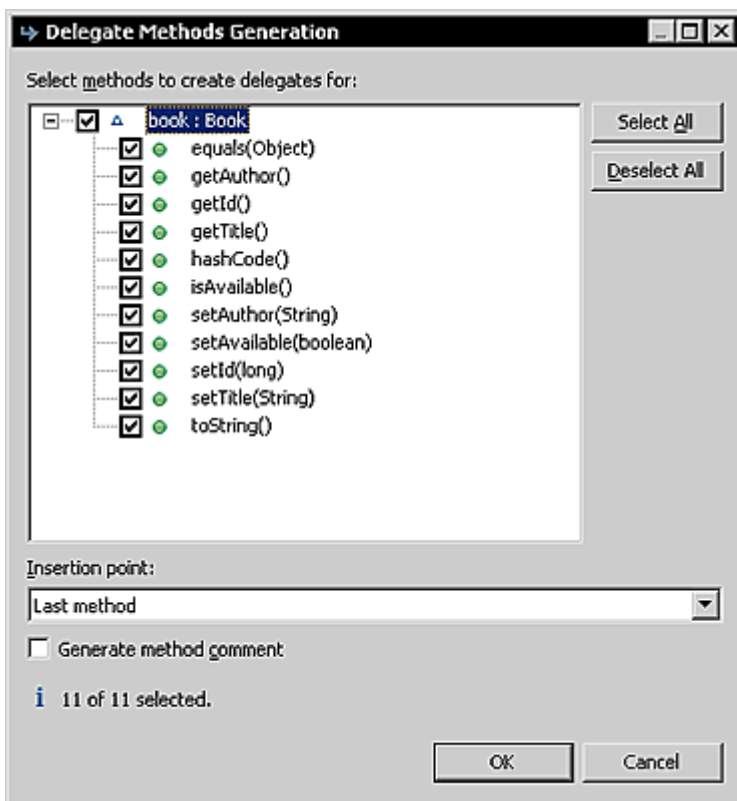 Delegate Methods Generation
Select methods to create delegates for:
book : Book
Select All
equals(Object)
getAuthor()
Deselect All
getId()
getTitle()
hashCode()
isAvailable()
setAuthor(String)
setAvailable(boolean)
setId(long)
setTitle(String)
toString()
Insertion point:
Last method
Generate method comment
i 11 of 11 selected.
OK
Cancel